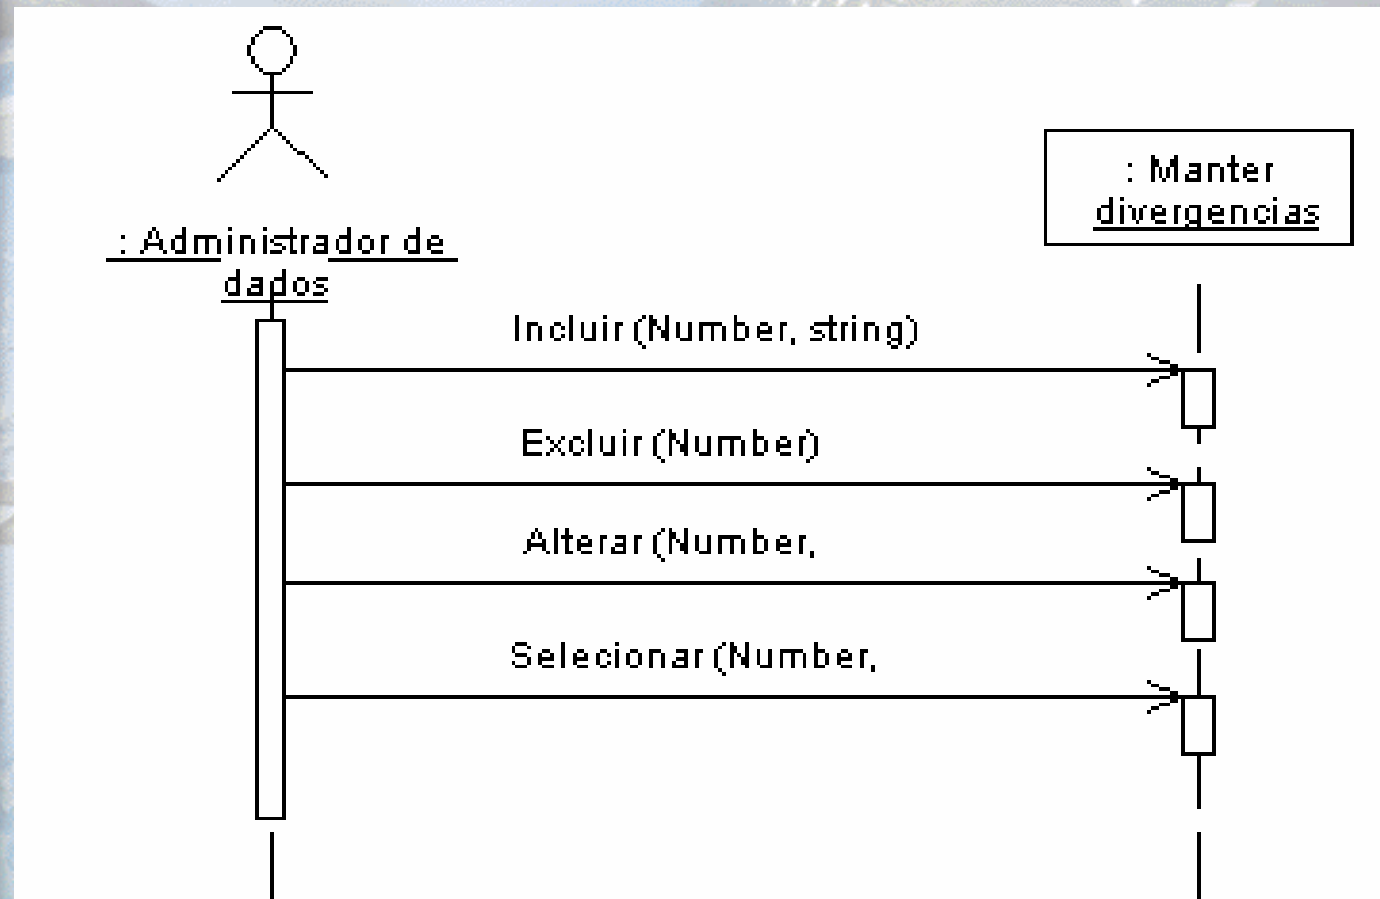 : Manter
divergencias
: Administrador de
dados
Incluir (Number, string)
Excluir (Number)
Alterar (Number,
Selecionar (Number,